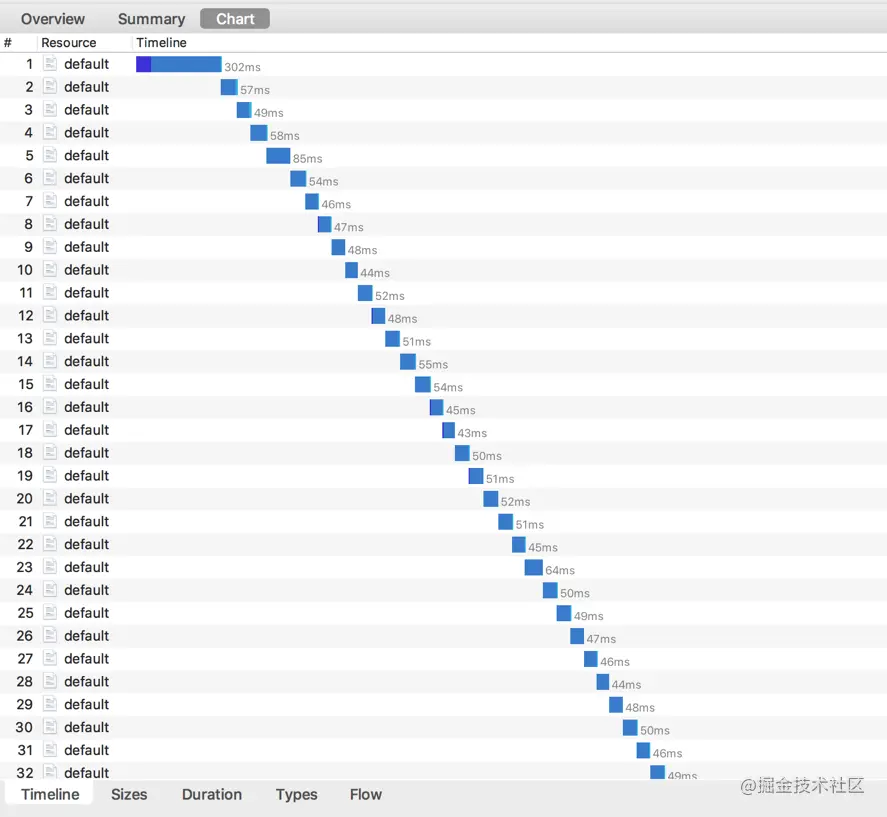 Overview Summary Chart
# Resource Timeline
1 default 302ms
2 default 57ms
3 default 49ms
4 default 58ms
5 default 85ms
6 default 54ms
7 default 46ms
8 default 47ms
9 default 48ms
10 default 44ms
11 default 52ms
12 default 48ms
13 default 51ms
14 default 55ms
15 default 54ms
16 default 45ms
17 default 43ms
18 default 50ms
19 default 51ms
20 default 52ms
21 default 51ms
22 default 45ms
23 default 64ms
24 default 50ms
25 default 49ms
26 default 47ms
27 default 46ms
28 default 44ms
29 default 48ms
30 default 50ms
31 default 46ms
32 default 49ms
Timeline Sizes Duration Types Flow
@掘金技术社区